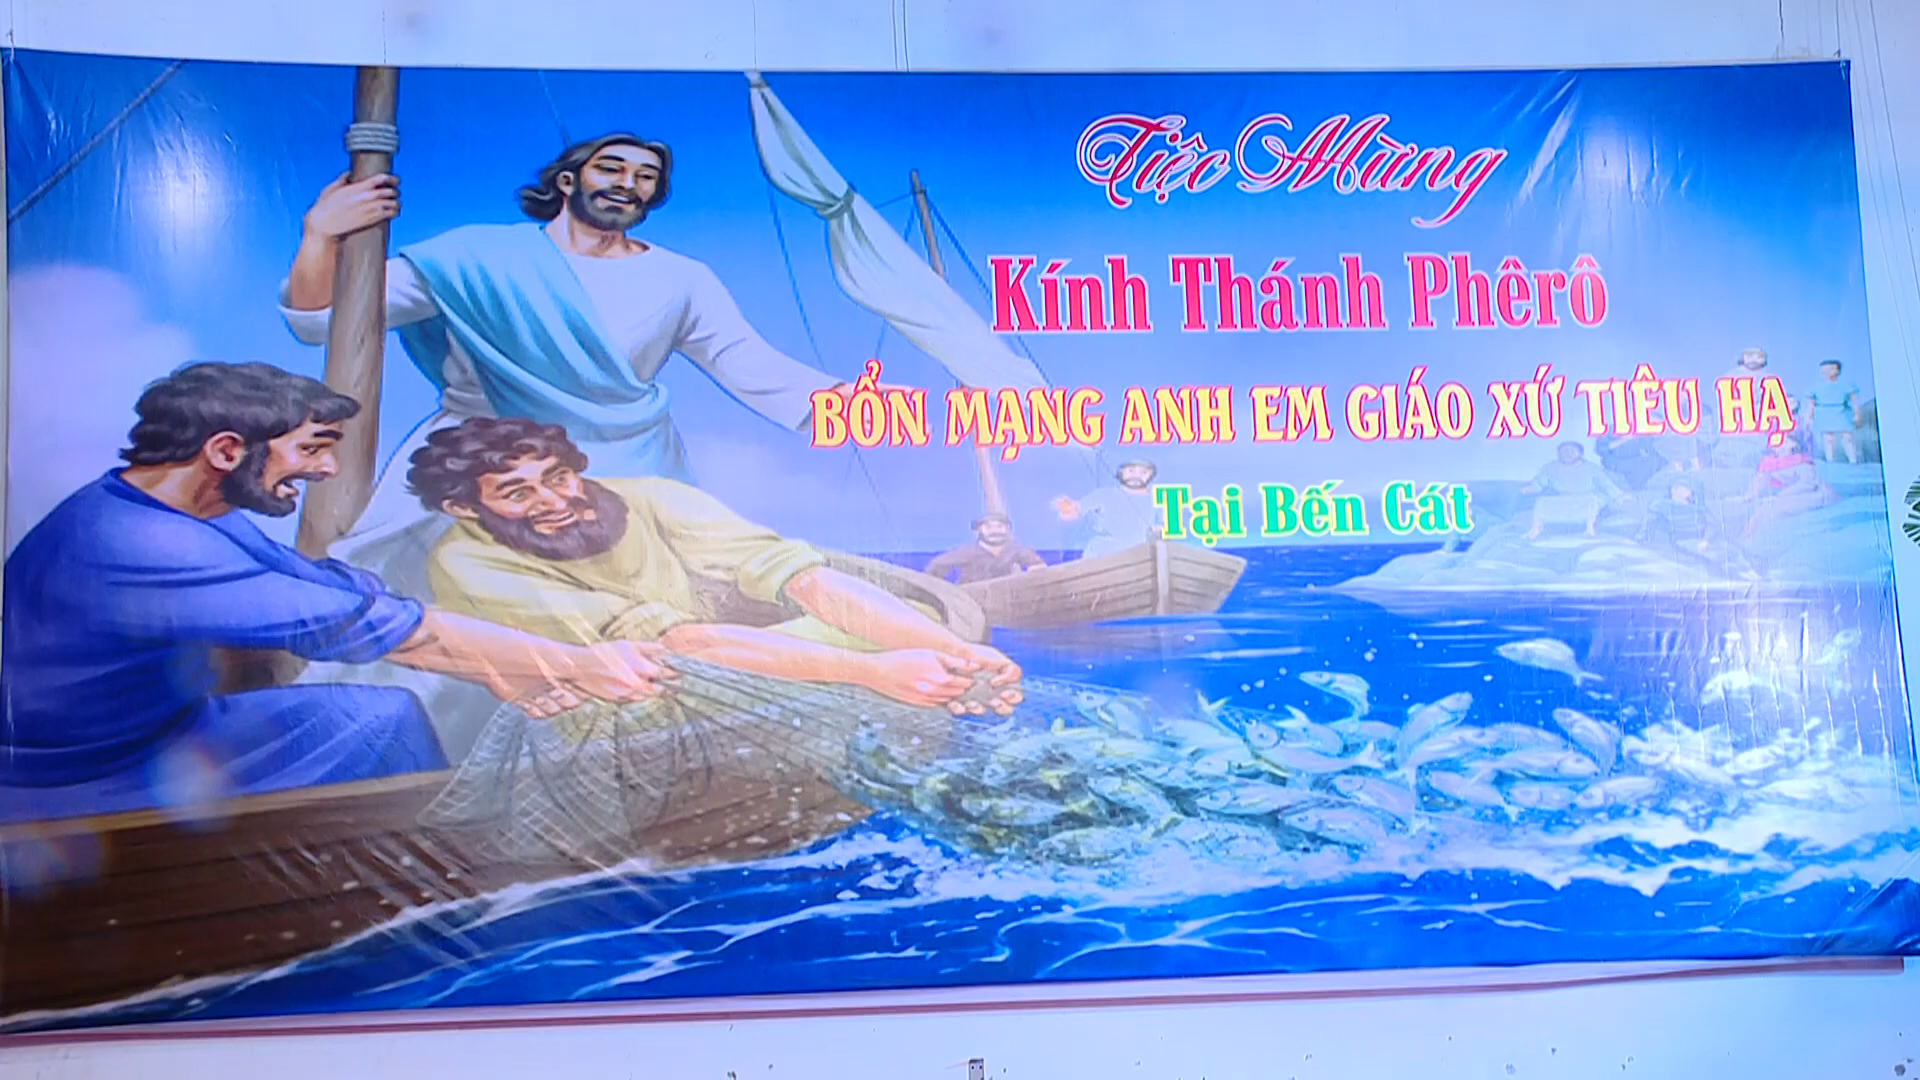 Tiệc Mừng
Kính Thánh Phêrô
BỔN MẠNG ANH EM GIÁO XỨ TIÊU HẠ
Tại Bến Cát